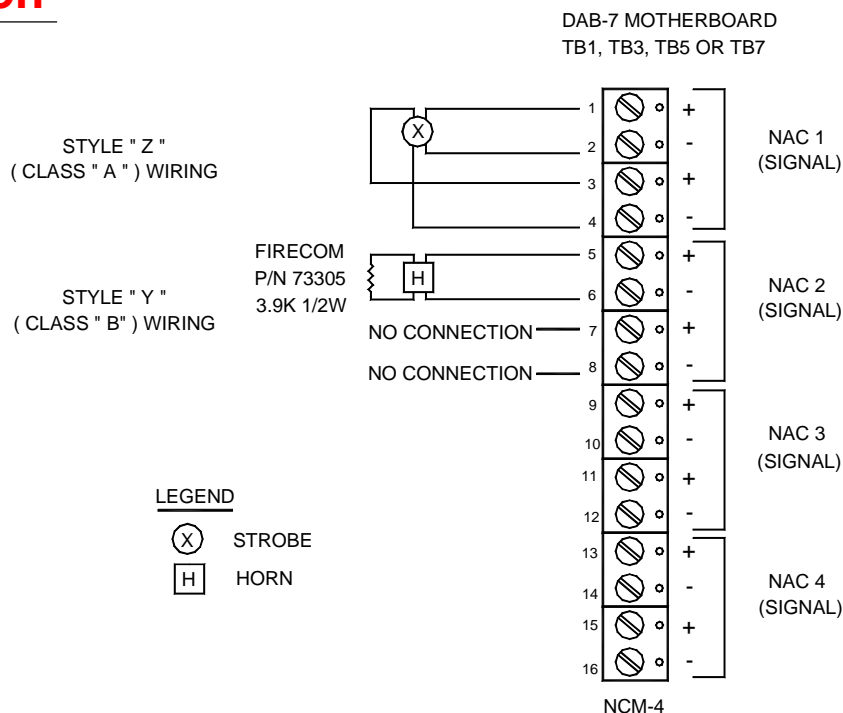 DAB-7 MOTHERBOARD
TB1, TB3, TB5 OR TB7
STYLE " Z "
( CLASS " A " ) WIRING
X
1 +
2 -
3 +
4 -
NAC 1
(SIGNAL)
STYLE " Y "
( CLASS " B" ) WIRING
FIRECOM
P/N 73305
3.9K 1/2W
H
NO CONNECTION
NO CONNECTION
5 +
6 -
7 +
8 -
NAC 2
(SIGNAL)
9 +
10 -
11 +
12 -
NAC 3
(SIGNAL)
13 +
14 -
15 +
16 -
NAC 4
(SIGNAL)
NCM-4
LEGEND
X STROBE
H HORN